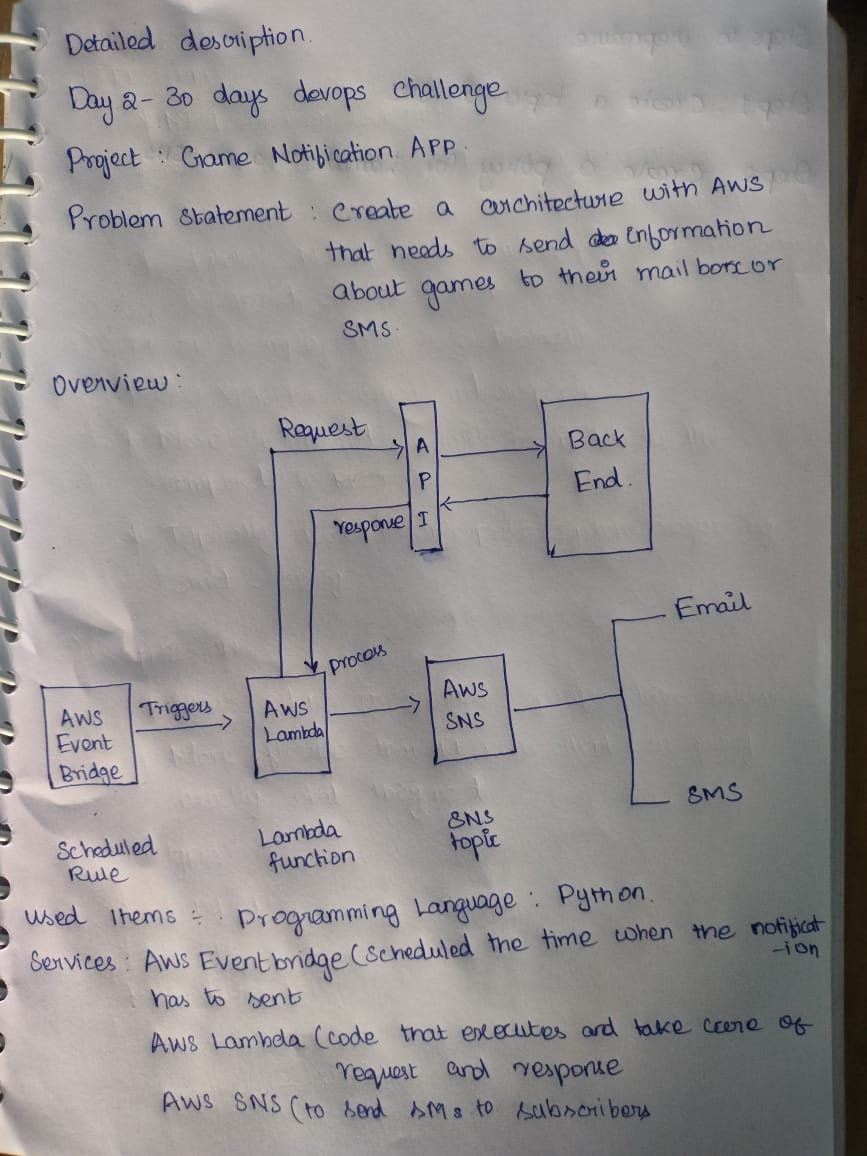 Detailed description.
Day 2- 30 days devops challenge
Project : Game Notification APP.
Problem Statement : Create a architecture with AWS
that needs to send information
about games to their mail box or
SMS.
Overview :
Request
A
P
I
Back
End.
response
Email
process
AWS
Event
Bridge
Triggers
AWS
Lambda
AWS
SNS
SMS
Scheduled
Rule
Lambda
function
SNS
topic
Used Items :- Programming Language : Python.
Services : AWS Eventbridge (Scheduled the time when the notificat
-ion
has to sent
AWS Lambda (code that executes and take care of
request and response
AWS SNS (to send SMS to subscribers